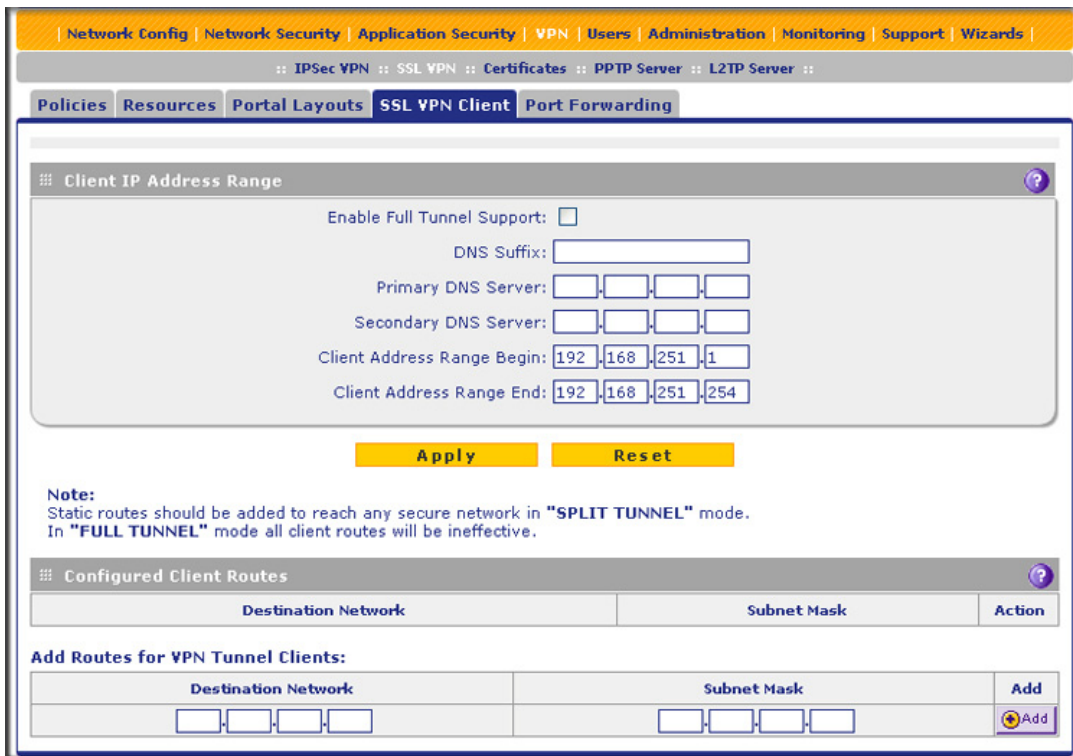 | Network Config | Network Security | Application Security | VPN | Users | Administration | Monitoring | Support | Wizards |
:: IPSec VPN :: SSL VPN :: Certificates :: PPTP Server :: L2TP Server ::
Policies Resources Portal Layouts SSL VPN Client Port Forwarding
Client IP Address Range ?
Enable Full Tunnel Support:
DNS Suffix:
Primary DNS Server: . . .
Secondary DNS Server: . . .
Client Address Range Begin: 192 .168 .251 .1
Client Address Range End: 192 .168 .251 .254
Apply Reset
Note:
Static routes should be added to reach any secure network in "SPLIT TUNNEL" mode.
In "FULL TUNNEL" mode all client routes will be ineffective.
Configured Client Routes ?
Destination Network Subnet Mask Action
Add Routes for VPN Tunnel Clients:
Destination Network Subnet Mask Add
. . . . . . Add